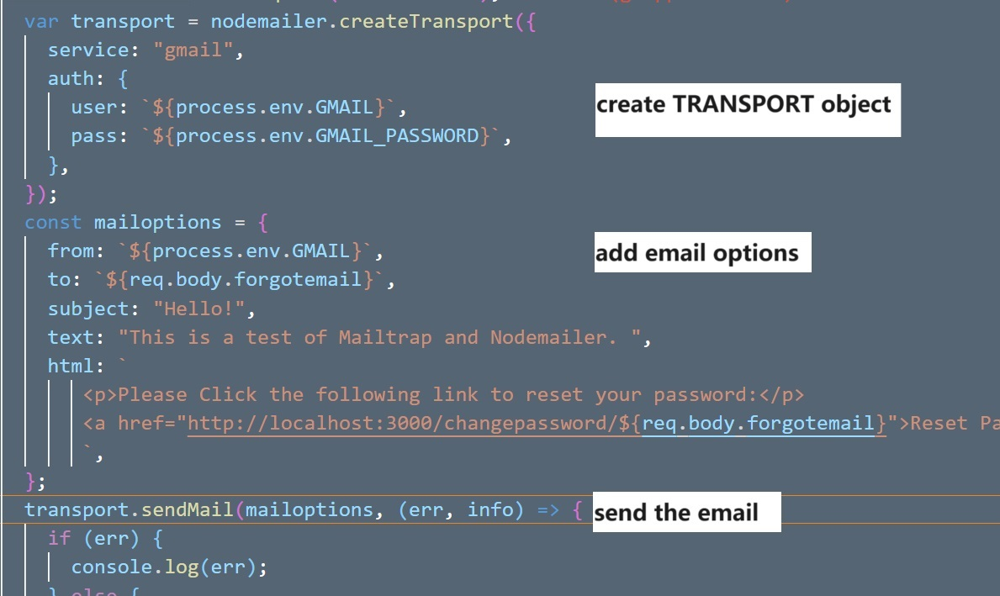 var transport = nodemailer.createTransport({
service: "gmail",
auth: {
user: `${process.env.GMAIL}`,
pass: `${process.env.GMAIL_PASSWORD}`,
create TRANSPORT object
},
});
const mailoptions = {
from: `${process.env.GMAIL}`,
add email options
to: `${req.body.forgotemail}`,
subject: "Hello!",
text: "This is a test of Mailtrap and Nodemailer. ",
html: `
<p>Please Click the following link to reset your password:</p>
<a href="http://localhost:3000/changepassword/${req.body.forgotemail}">Reset Pa
`,
};
transport.sendMail(mailoptions, (err, info) => {
send the email
if (err) {
console.log(err);
} else {